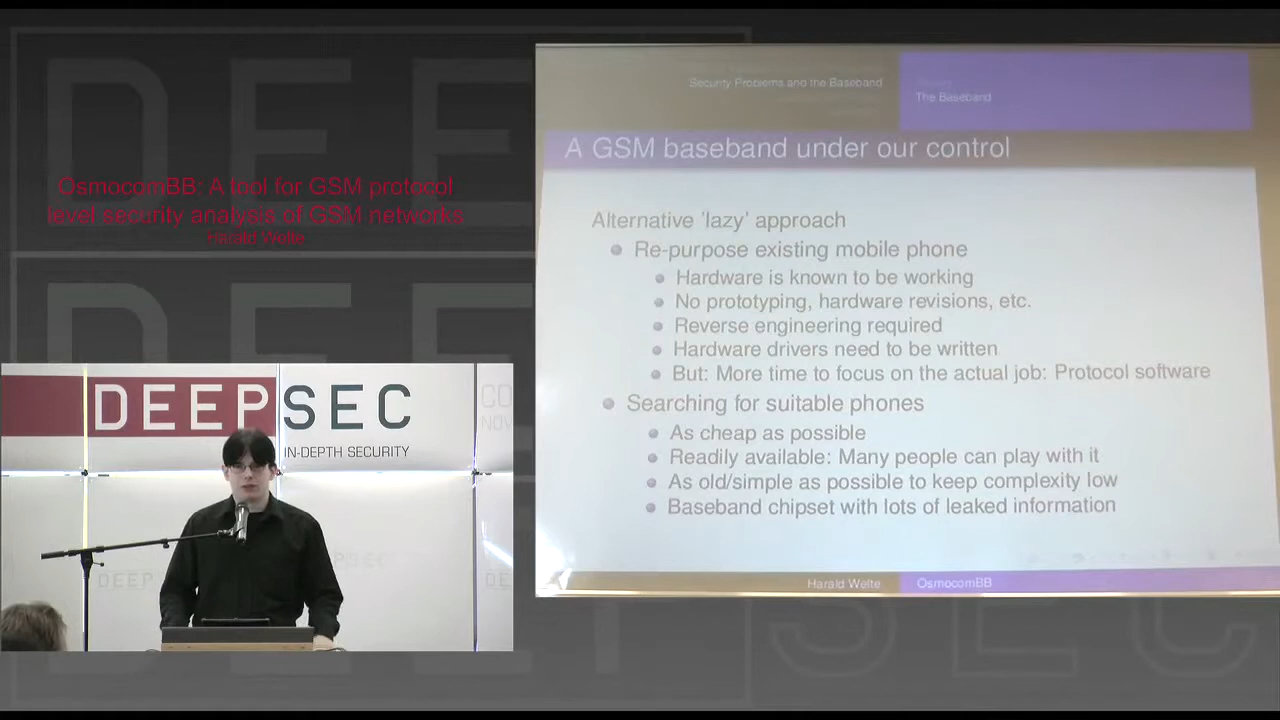 OsmocomBB: A tool for GSM protocol
level security analysis of GSM networks
Harald Welte
DEEPSEC
IN-DEPTH SECURITY
Security Problems and the Baseband
The Baseband
A GSM baseband under our control
Alternative 'lazy' approach
Re-purpose existing mobile phone
Hardware is known to be working
No prototyping, hardware revisions, etc.
Reverse engineering required
Hardware drivers need to be written
But: More time to focus on the actual job: Protocol software
Searching for suitable phones
As cheap as possible
Readily available: Many people can play with it
As old/simple as possible to keep complexity low
Baseband chipset with lots of leaked information
Harald Welte
OsmocomBB